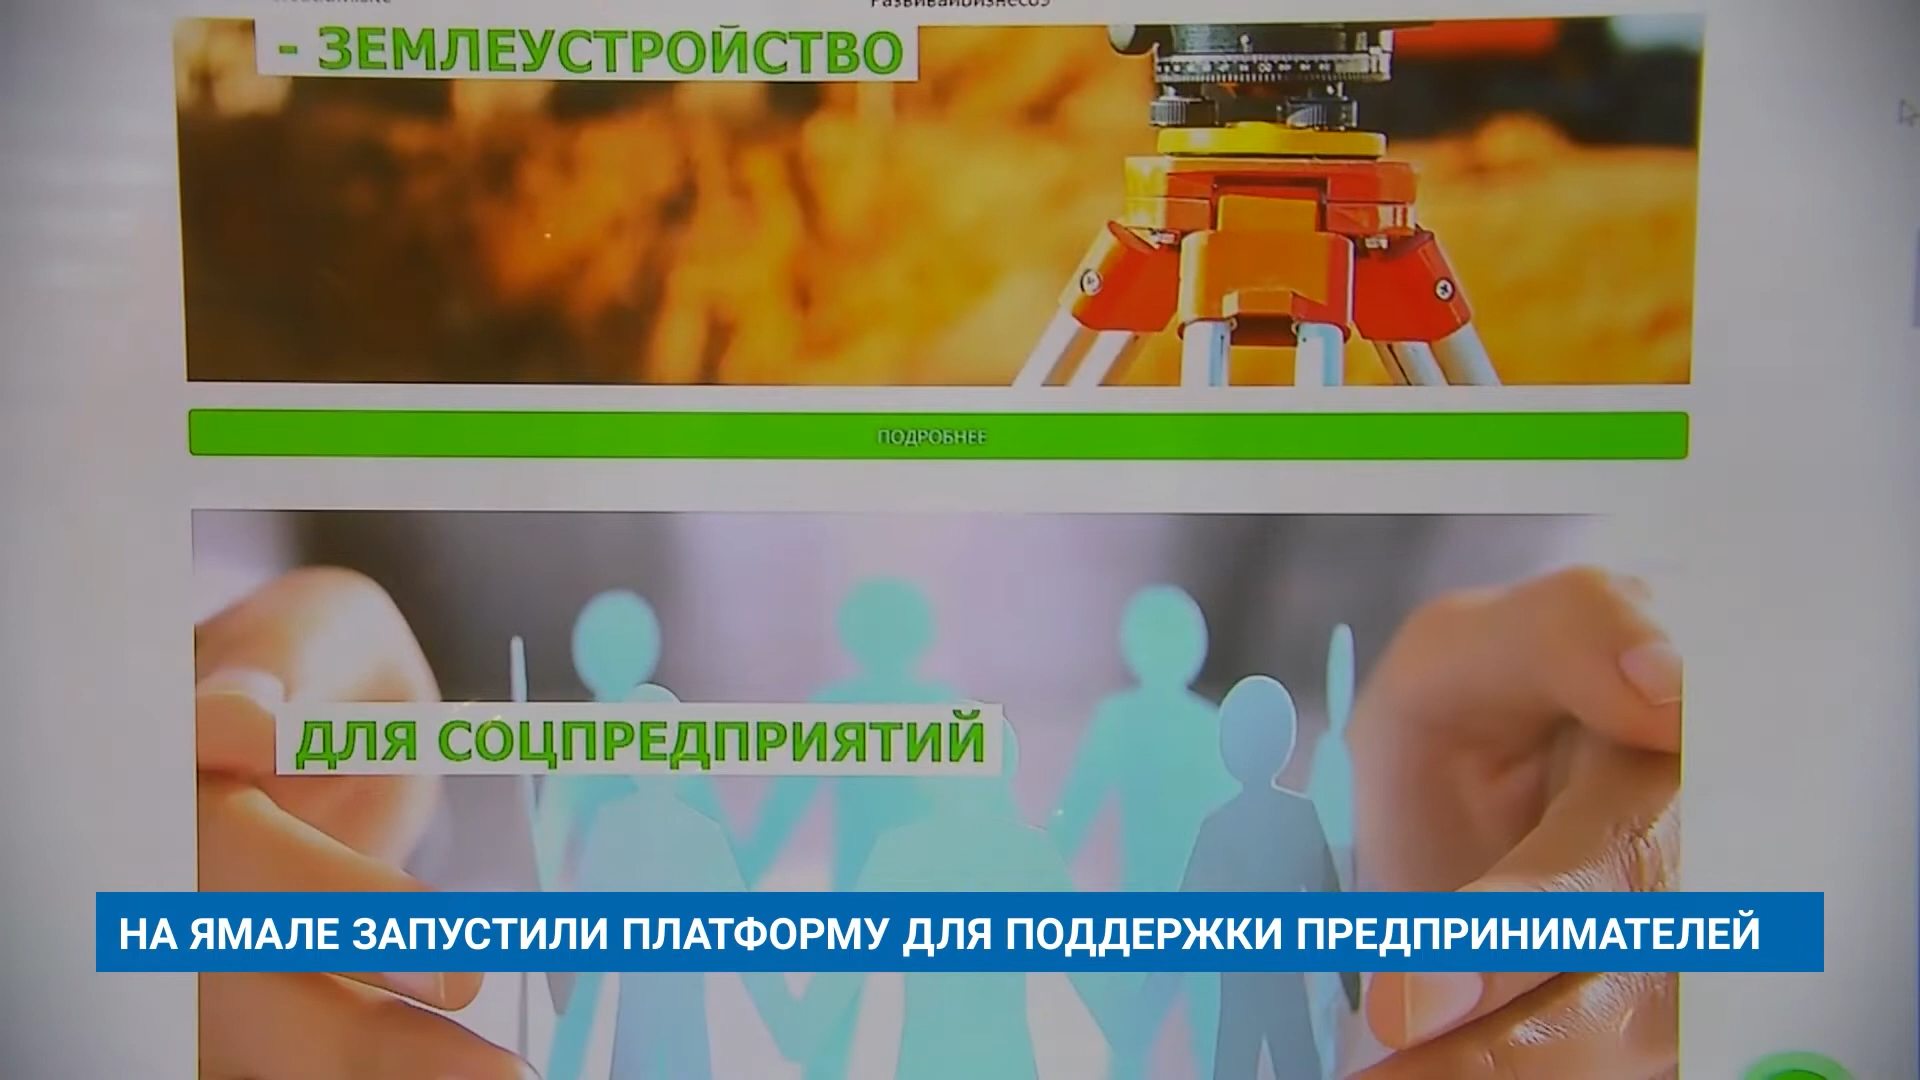 - ЗЕМЛЕУСТРОЙСТВО
ПОДРОБНЕЕ
ДЛЯ СОЦПРЕДПРИЯТИЙ
НА ЯМАЛЕ ЗАПУСТИЛИ ПЛАТФОРМУ ДЛЯ ПОДДЕРЖКИ ПРЕДПРИНИМАТЕЛЕЙ